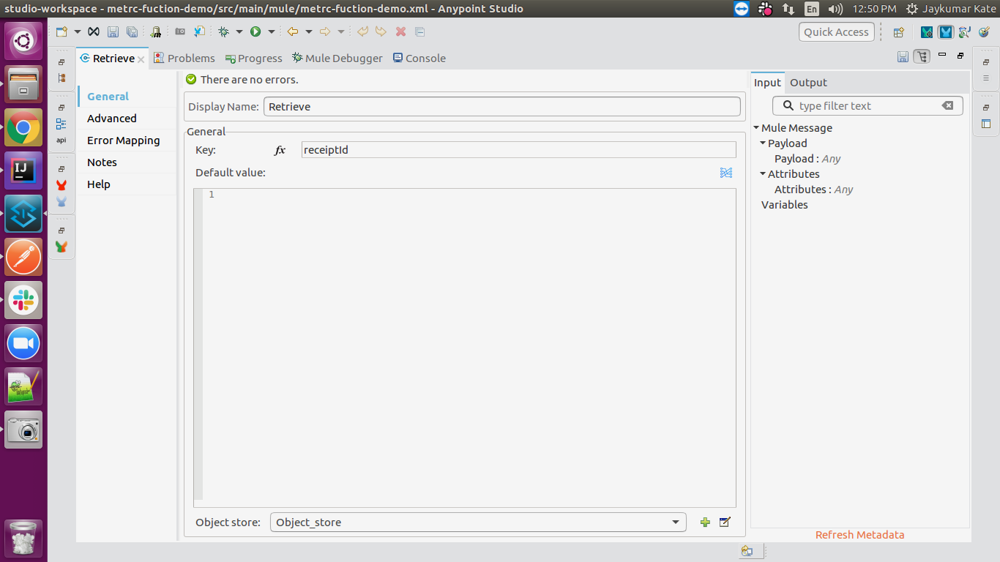 studio-workspace - metrc-fuction-demo/src/main/mule/metrc-fuction-demo.xml - Anypoint Studio
En
12:50 PM
Jaykumar Kate
Quick Access
Retrieve
Problems
Progress
Mule Debugger
Console
There are no errors.
General
Advanced
Error Mapping
Notes
Help
api
IJ
Display Name: Retrieve
General
Key: fx receiptId
Default value:
1
Object store: Object_store
Input Output
type filter text
Mule Message
Payload
Payload : Any
Attributes
Attributes : Any
Variables
Refresh Metadata